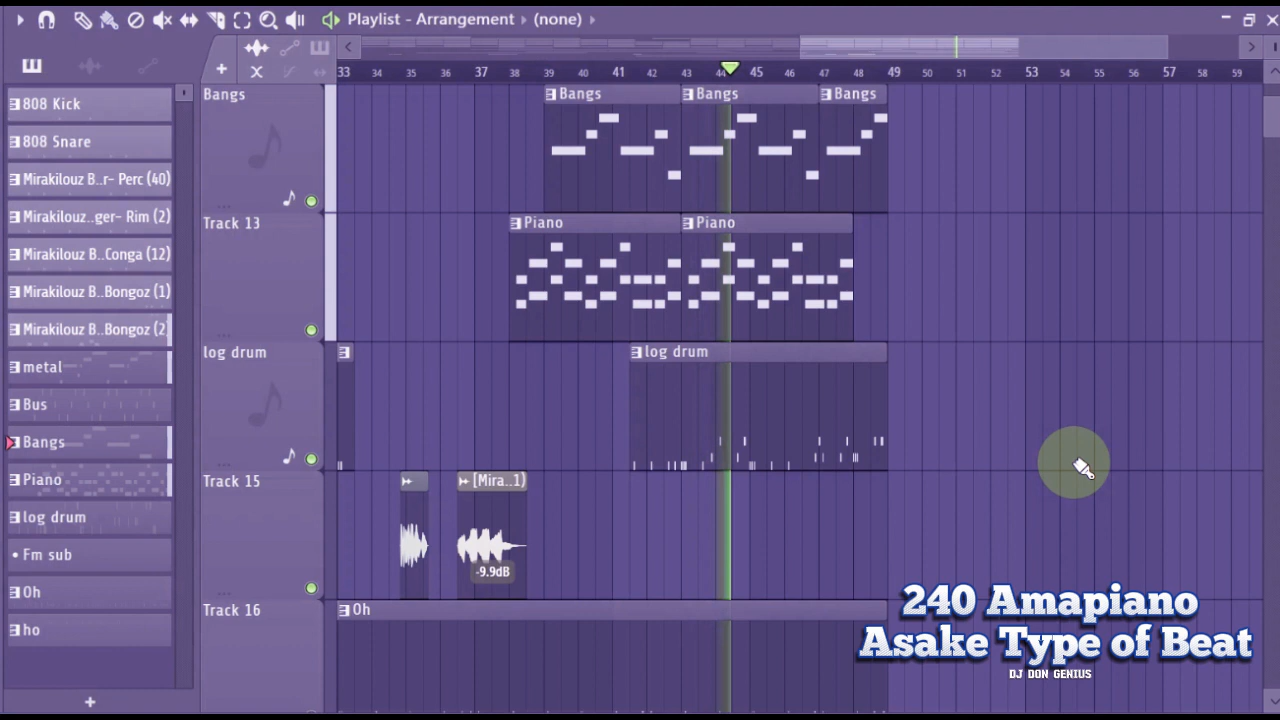 Playlist - Arrangement (none)
33 34 35 36 37 38 39 40 41 42 43 44 45 46 47 48 49 50 51 52 53 54 55 56 57 58 59
808 Kick
808 Snare
Mirakilouz B..r- Perc (40)
Mirakilouz..ger- Rim (2)
Mirakilouz B..Conga (12)
Mirakilouz B..Bongoz (1)
Mirakilouz B..Bongoz (2)
metal
Bus
Bangs
Piano
log drum
Fm sub
Oh
ho
Bangs
Bangs Bangs Bangs
Track 13
Piano Piano
log drum
log drum
Track 15
[Mira..1)
-9.9dB
Track 16
Oh
240 Amapiano
Asake Type of Beat
DJ DON GENIUS